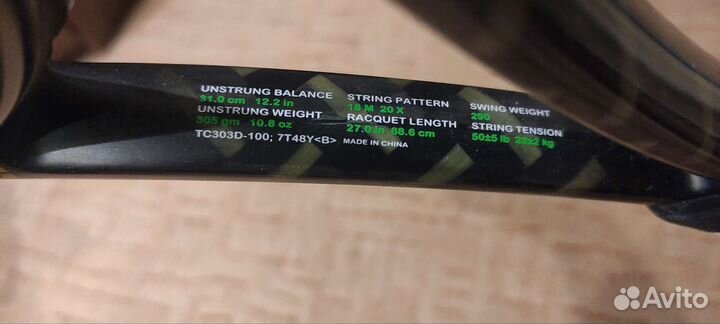 UNSTRUNG BALANCE
31.0 cm 12.2 in
UNSTRUNG WEIGHT
305 gm 10.8 oz
TC303D-100; 7T48Y<B> MADE IN CHINA
STRING PATTERN
16 M 20 X
RACQUET LENGTH
27.0 in 68.6 cm
SWING WEIGHT
290
STRING TENSION
50±5 lb 23±2 kg
Avito